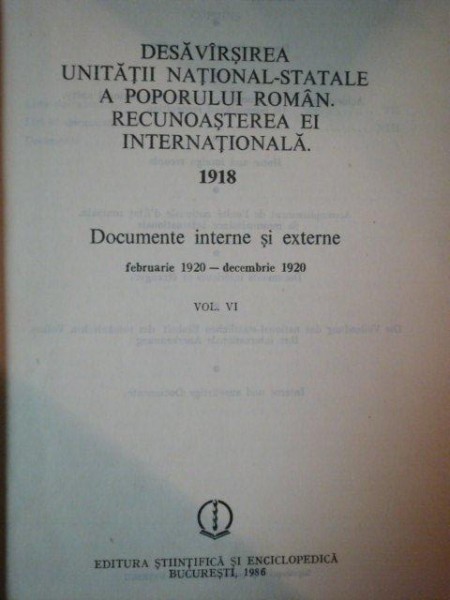 DESĂVÎRȘIREA
UNITĂȚII NAȚIONAL-STATALE
A POPORULUI ROMÂN.
RECUNOAȘTEREA EI
INTERNAȚIONALĂ.
1918
Documente interne și externe
februarie 1920 — decembrie 1920
VOL. VI
EDITURA ȘTIINȚIFICĂ ȘI ENCICLOPEDICĂ
BUCUREȘTI, 1986